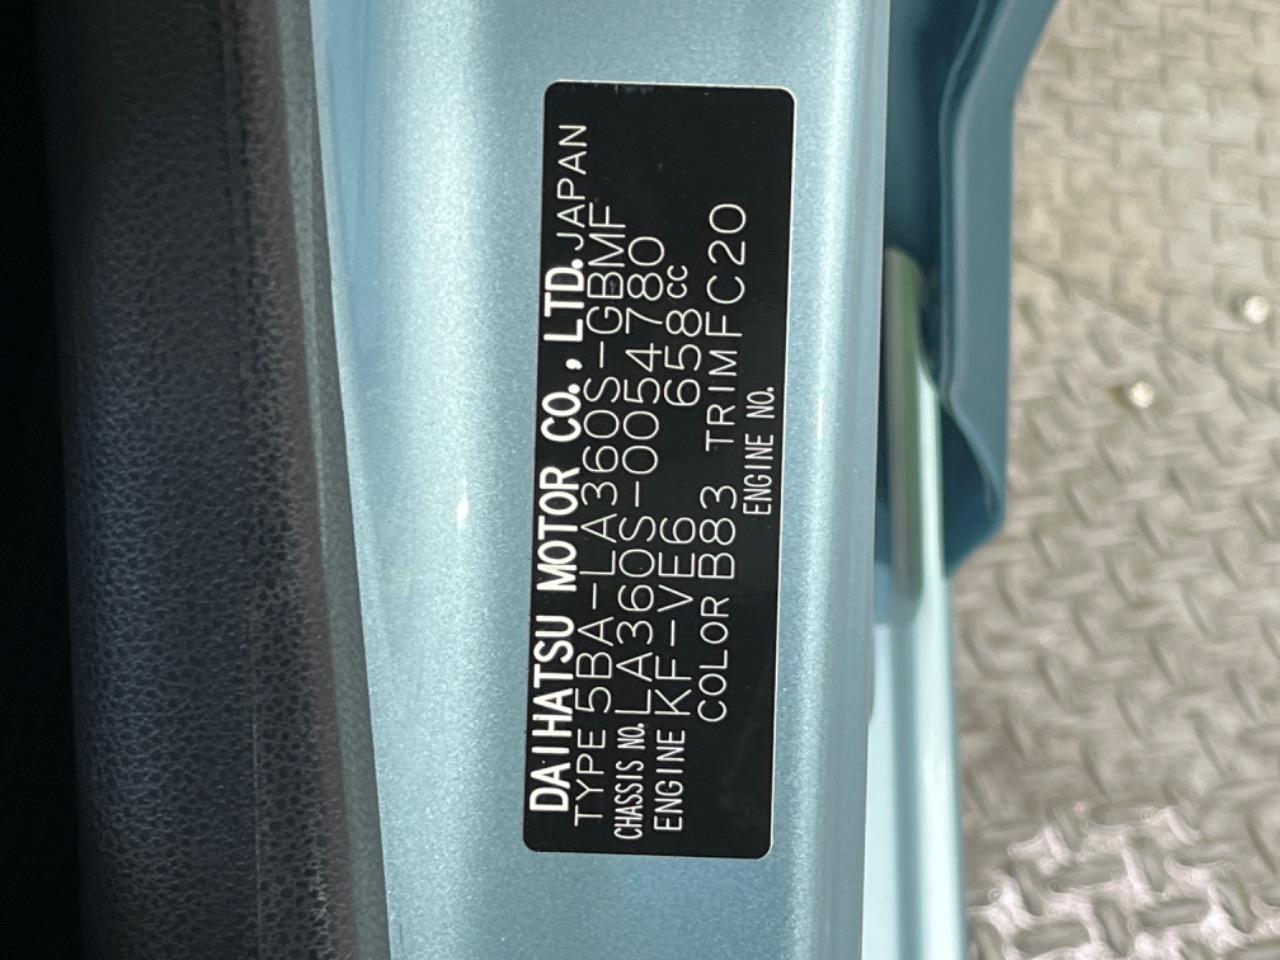 DAIHATSU MOTOR CO., LTD. JAPAN
TYPE 5BA-LA360S-GBMF
CHASSIS NO. LA360S-0054780
ENGINE KF-VE6 658cc
COLOR B83 TRIM FC20
ENGINE NO.